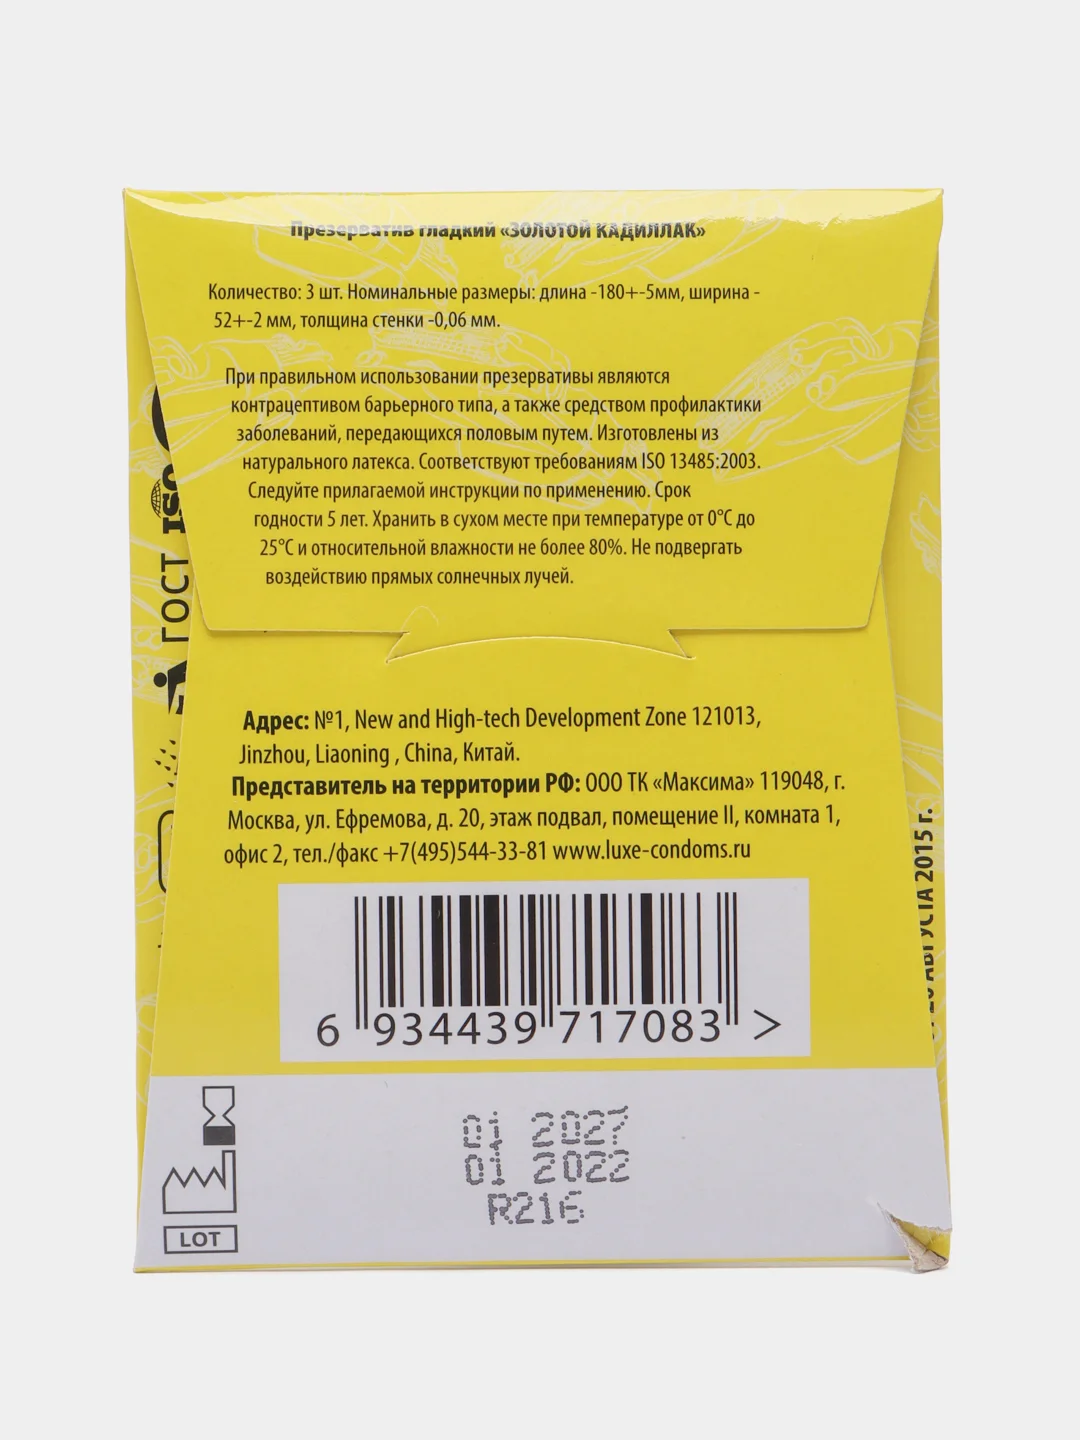 Презерватив гладкий «ЗОЛОТОЙ КАДИЛЛАК»
Количество: 3 шт. Номинальные размеры: длина -180+-5мм, ширина -
52+-2 мм, толщина стенки -0,06 мм.
При правильном использовании презервативы являются
контрацептивом барьерного типа, а также средством профилактики
заболеваний, передающихся половым путем. Изготовлены из
натурального латекса. Соответствуют требованиям ISO 13485:2003.
Следуйте прилагаемой инструкции по применению. Срок
годности 5 лет. Хранить в сухом месте при температуре от 0°С до
25°С и относительной влажности не более 80%. Не подвергать
воздействию прямых солнечных лучей.
ГОСТ ISO
Адрес: №1, New and High-tech Development Zone 121013,
Jinzhou, Liaoning , China, Китай.
Представитель на территории РФ: ООО ТК «Максима» 119048, г.
Москва, ул. Ефремова, д. 20, этаж подвал, помещение II, комната 1,
офис 2, тел./факс +7(495)544-33-81 www.luxe-condoms.ru
АВГУСТА 2015 г.
6 934439 717083 >
01 2027
01 2022
R216
LOT